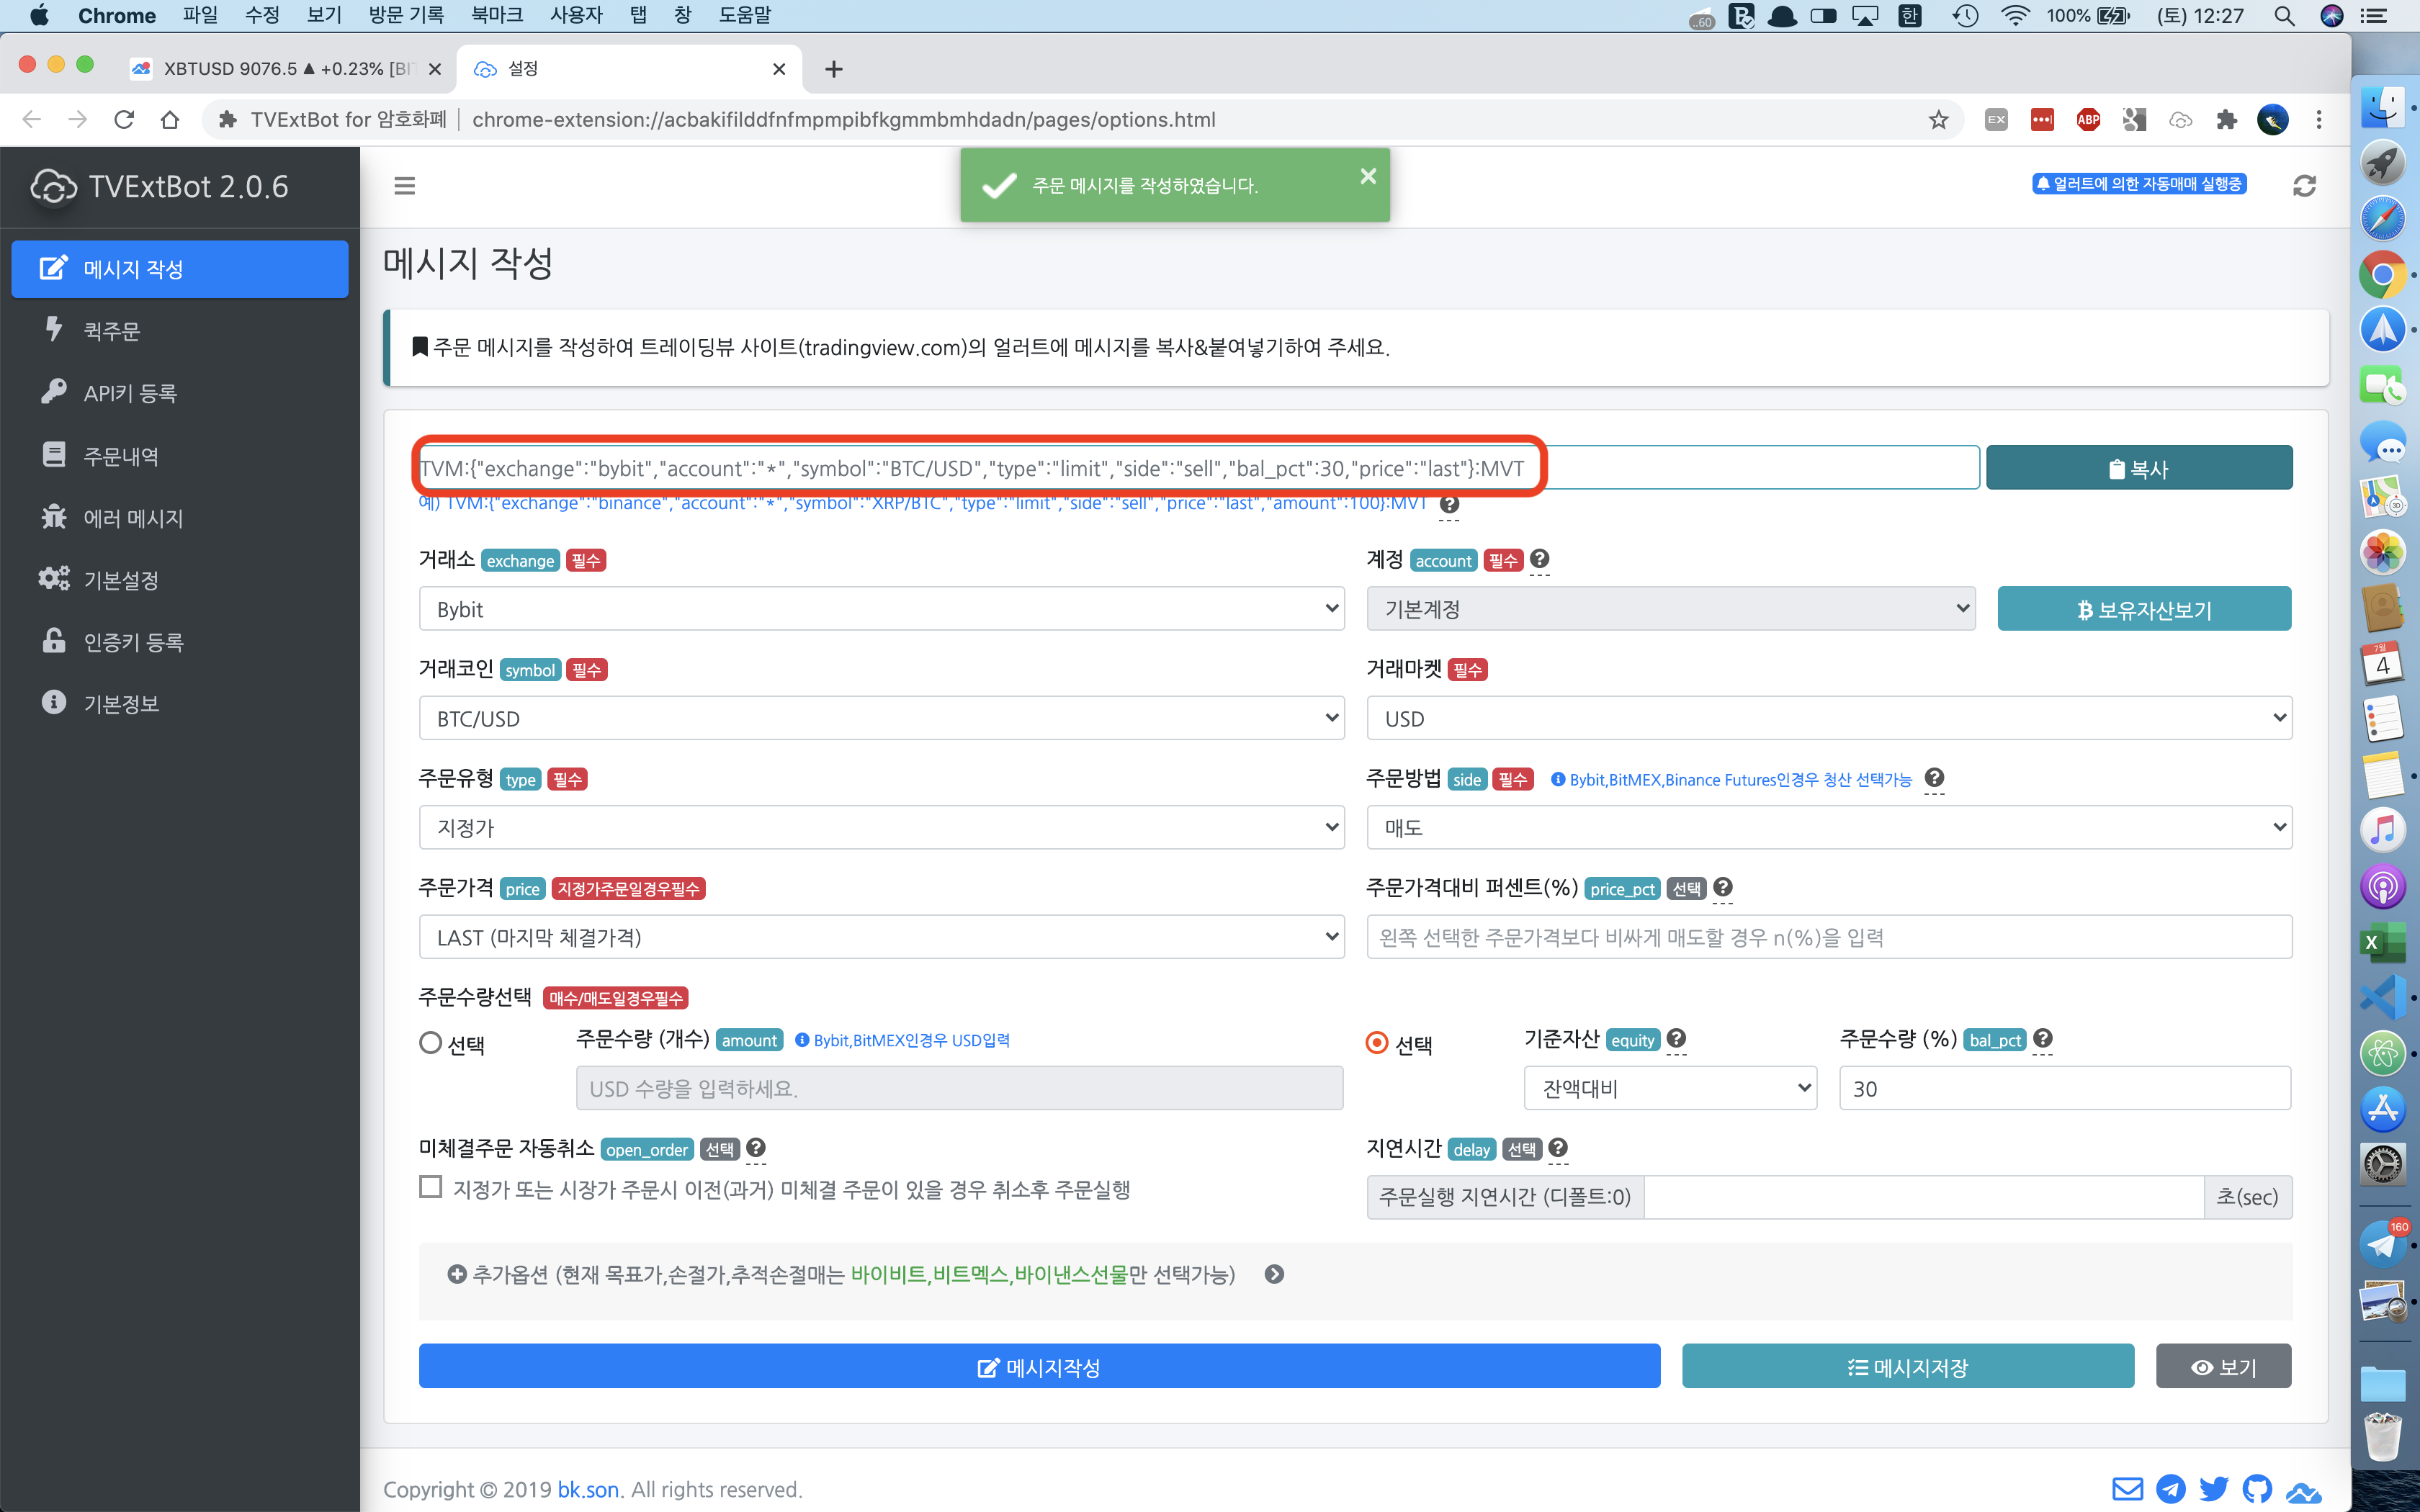 Chrome 파일 수정 보기 방문 기록 북마크 사용자 탭 창 도움말 ..60 한 100% (토) 12:27
XBTUSD 9076.5 ▲ +0.23% [BI 설정
TVExtBot for 암호화폐 chrome-extension://acbakifilddfnfmpmpibfkgmmbmhdadn/pages/options.html EX ABP
TVExtBot 2.0.6
주문 메시지를 작성하였습니다.
얼러트에 의한 자동매매 실행중
메시지 작성
퀵주문
API키 등록
주문내역
에러 메시지
기본설정
인증키 등록
기본정보
메시지 작성
주문 메시지를 작성하여 트레이딩뷰 사이트(tradingview.com)의 얼러트에 메시지를 복사&붙여넣기하여 주세요.
TVM:{"exchange":"bybit","account":"*","symbol":"BTC/USD","type":"limit","side":"sell","bal_pct":30,"price":"last"}:MVT 복사
예) TVM:{"exchange":"binance","account":"*","symbol":"XRP/BTC","type":"limit","side":"sell","price":"last","amount":100}:MVT
거래소 exchange 필수 계정 account 필수
Bybit 기본계정 보유자산보기
거래코인 symbol 필수 거래마켓 필수
BTC/USD USD
주문유형 type 필수 주문방법 side 필수 Bybit,BitMEX,Binance Futures인경우 청산 선택가능
지정가 매도
주문가격 price 지정가주문일경우필수 주문가격대비 퍼센트(%) price_pct 선택
LAST (마지막 체결가격) 왼쪽 선택한 주문가격보다 비싸게 매도할 경우 n(%)을 입력
주문수량선택 매수/매도일경우필수
선택 주문수량 (개수) amount Bybit,BitMEX인경우 USD입력 선택 기준자산 equity 주문수량 (%) bal_pct
USD 수량을 입력하세요. 잔액대비 30
미체결주문 자동취소 open_order 선택 지연시간 delay 선택
지정가 또는 시장가 주문시 이전(과거) 미체결 주문이 있을 경우 취소후 주문실행 주문실행 지연시간 (디폴트:0) 초(sec)
추가옵션 (현재 목표가,손절가,추적손절매는 바이비트,비트멕스,바이낸스선물만 선택가능)
메시지작성 메시지저장 보기
Copyright © 2019 bk.son. All rights reserved.
7월
4
160